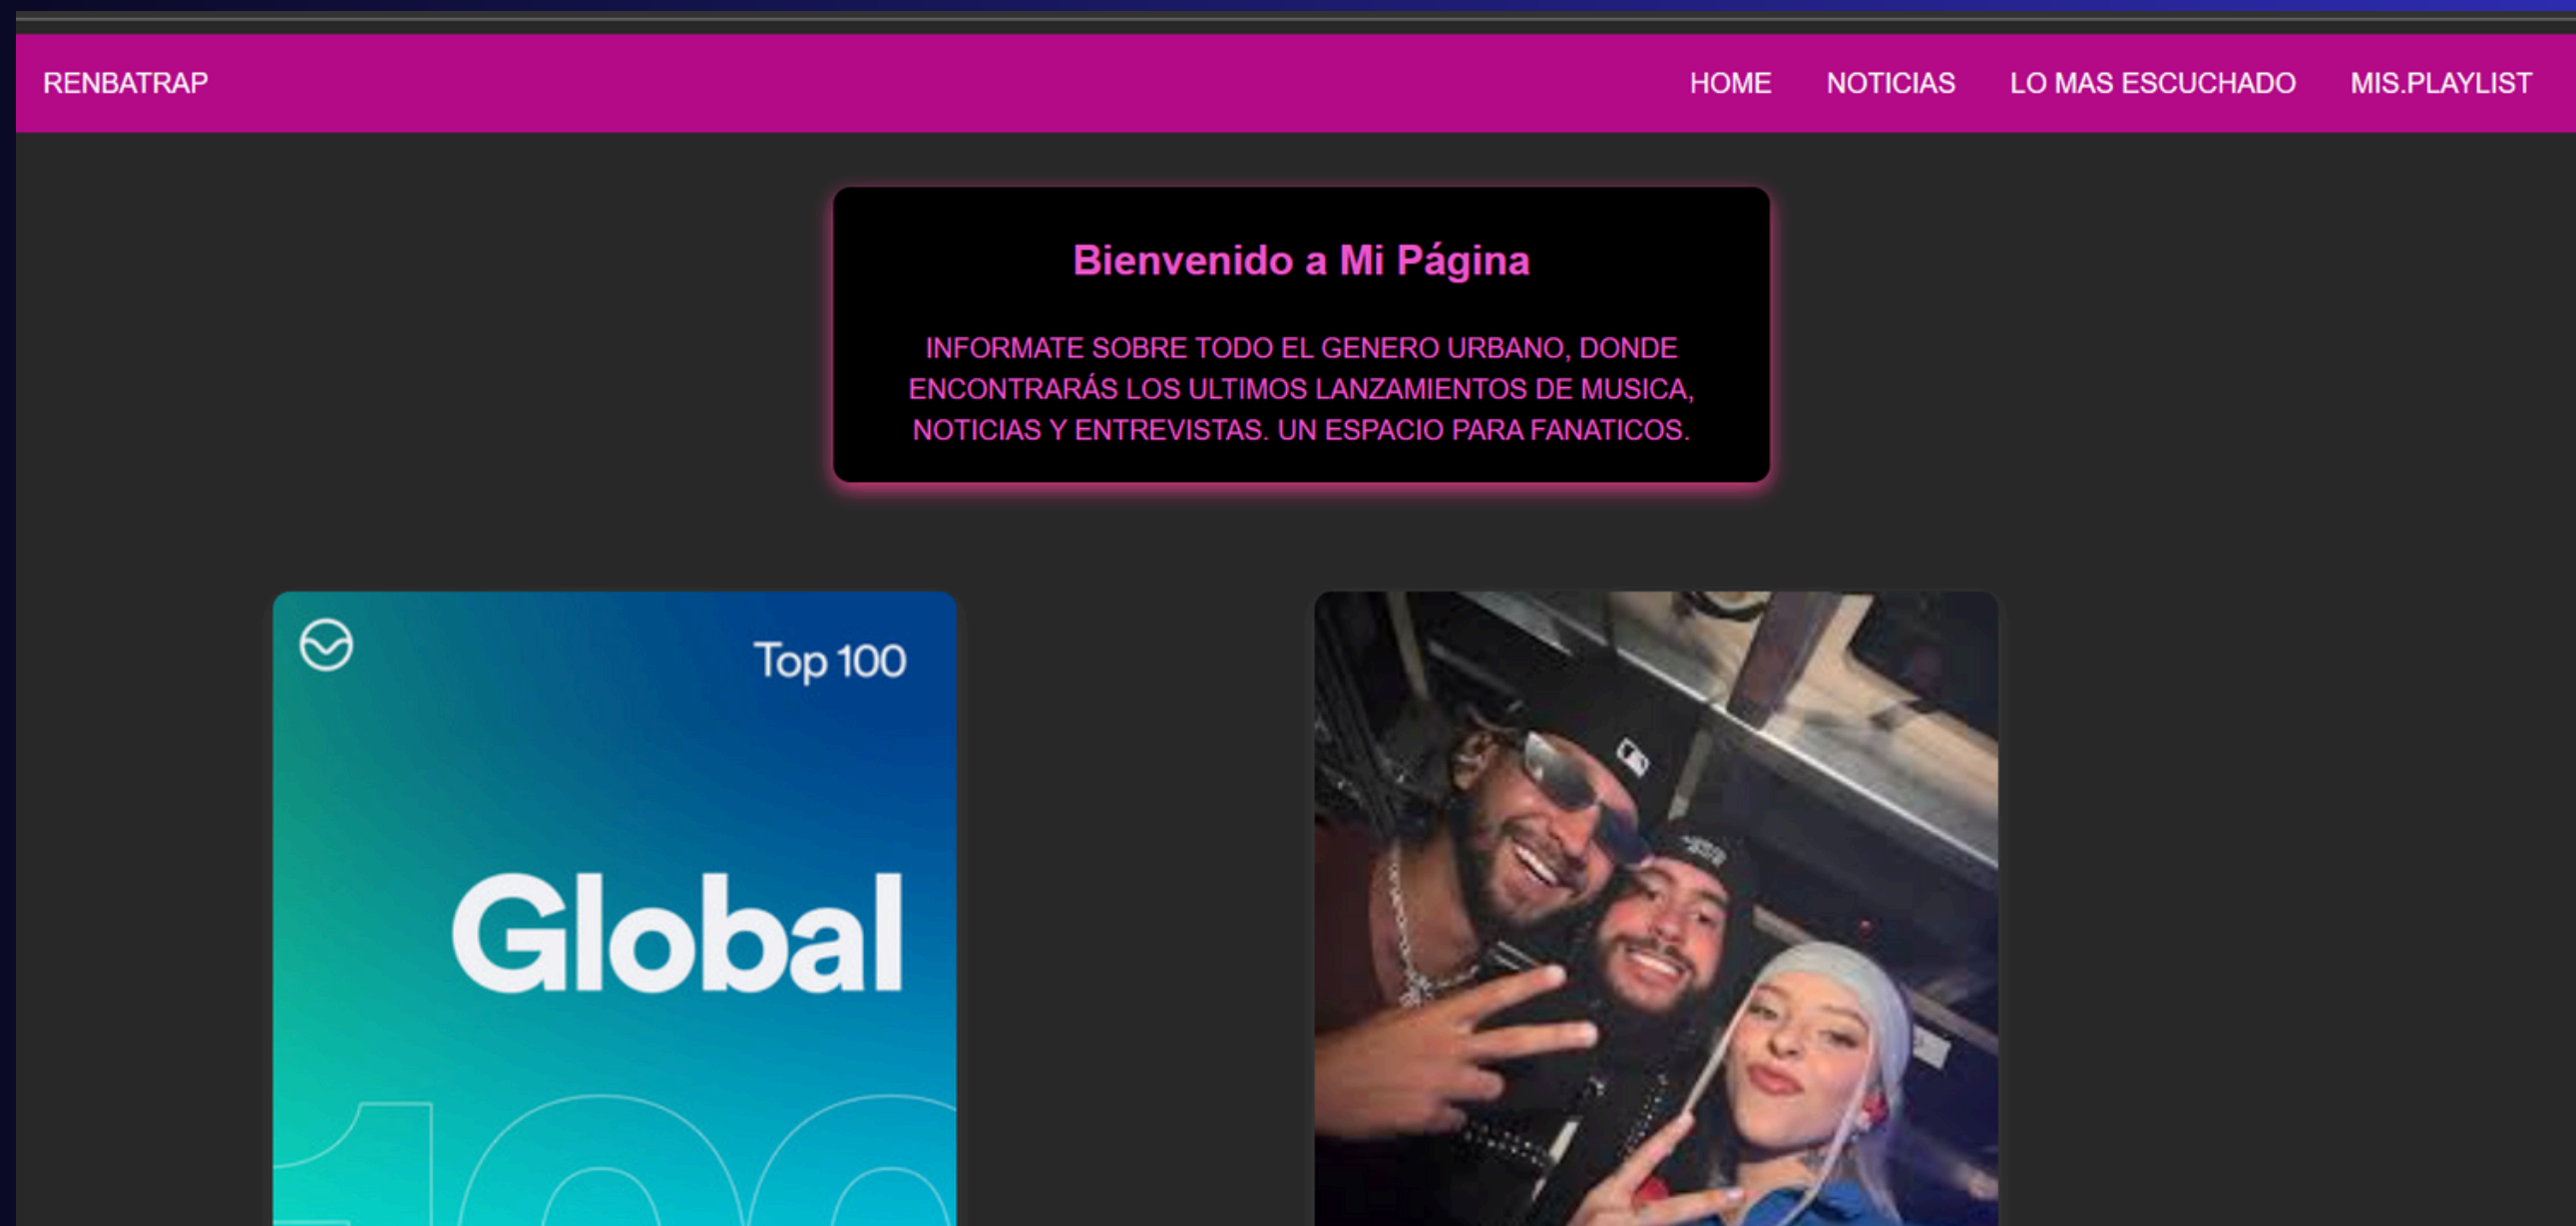 RENBATRAP
HOME NOTICIAS LO MAS ESCUCHADO MIS.PLAYLIST
Bienvenido a Mi Página
INFORMATE SOBRE TODO EL GENERO URBANO, DONDE
ENCONTRARÁS LOS ULTIMOS LANZAMIENTOS DE MUSICA,
NOTICIAS Y ENTREVISTAS. UN ESPACIO PARA FANATICOS.
Top 100
Global
100